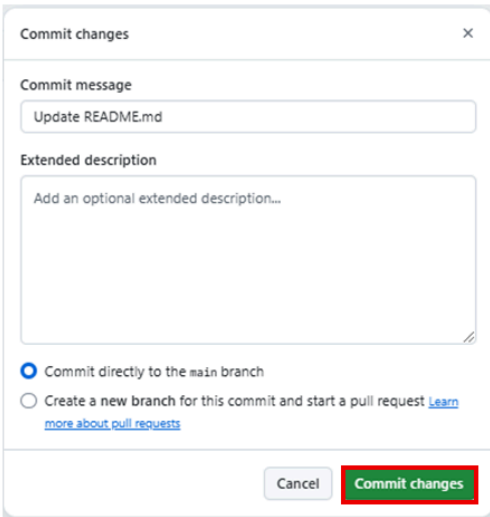 Commit changes
Commit message
Update README.md
Extended description
Add an optional extended description...
Commit directly to the main branch
Create a new branch for this commit and start a pull request Learn
more about pull requests
Cancel Commit changes